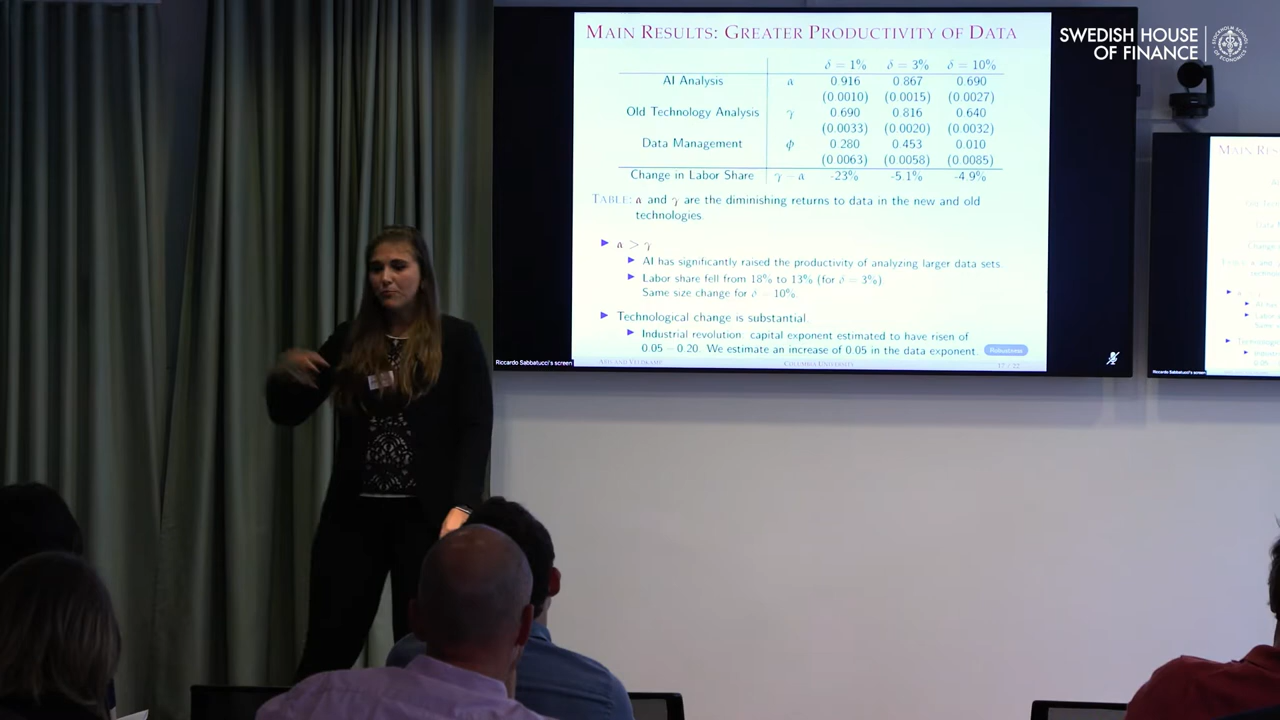 MAIN RESULTS: GREATER PRODUCTIVITY OF DATA
SWEDISH HOUSE
OF FINANCE
δ = 1% δ = 3% δ = 10%
AI Analysis α 0.916 0.867 0.690
(0.0010) (0.0015) (0.0027)
Old Technology Analysis γ 0.690 0.816 0.640
(0.0033) (0.0020) (0.0032)
Data Management ϕ 0.280 0.453 0.010
(0.0063) (0.0058) (0.0085)
Change in Labor Share γ − α -23% -5.1% -4.9%
TABLE: α and γ are the diminishing returns to data in the new and old
technologies.
α > γ
AI has significantly raised the productivity of analyzing larger data sets.
Labor share fell from 18% to 13% (for δ = 3%)
Same size change for δ = 10%.
Technological change is substantial.
Industrial revolution: capital exponent estimated to have risen of
0.05 − 0.20. We estimate an increase of 0.05 in the data exponent.
Robustness
COLUMBIA UNIVERSITY
17 / 22
Riccardo Sabbatucci's screen
MAIN RES
Riccardo Sabbatucci's screen